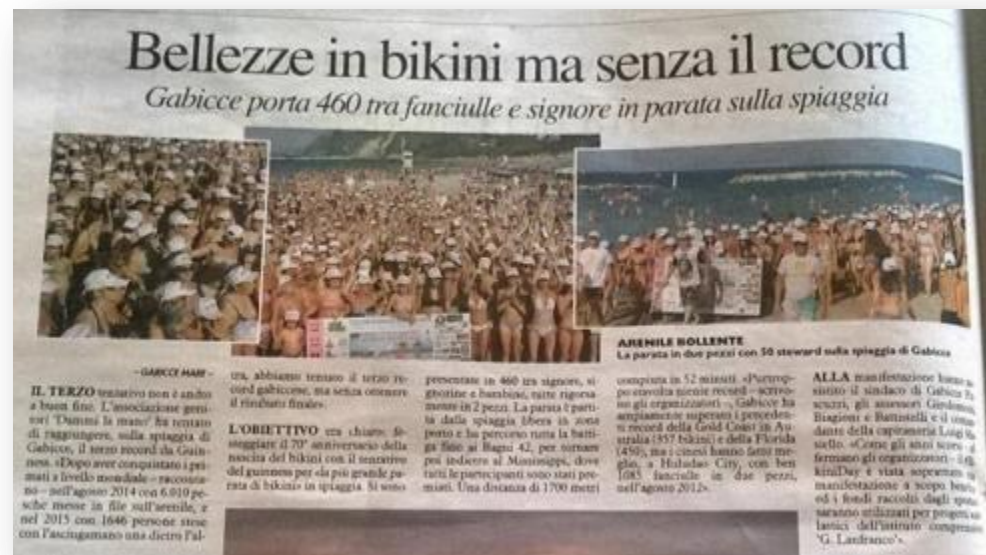 Bellezze in bikini ma senza il record
Gabicce porta 460 tra fanciulle e signore in parata sulla spiaggia
ARENILE BOLLENTE
La parata in due pezzi con 50 steward sulla spiaggia di Gabicce
– GABICCE MARE –
IL TERZO tentativo non è andato
a buon fine. L'associazione geni-
tori 'Dammi la mano' ha tentato
di raggiungere, sulla spiaggia di
Gabicce, il terzo record da Guin-
ness. «Dopo aver conquistato i pri-
mati a livello mondiale – racconta-
no – nell'agosto 2014 con 6.010 pe-
sche messe in fila sull'arenile, e
nel 2015 con 1646 persone stese
con l'asciugamano una dietro l'al-
tra, abbiamo tentato il terzo re-
cord gabiccese, ma senza ottenere
il risultato finale».
L'OBIETTIVO era chiaro: fe-
steggiare il 70° anniversario della
nascita del bikini con il tentativo
del guinness per «la più grande pa-
rata di bikini» in spiaggia. Si sono
presentate in 460 tra signore, si-
gnorine e bambine, tutte rigorosa-
mente in 2 pezzi. La parata è parti-
ta dalla spiaggia libera in zona
porto e ha percorso tutta la batti-
gia fino ai Bagni 42, per tornare
poi indietro al Mississipi, dove
tutte le partecipanti sono state pre-
miate. Una distanza di 1700 metri
compiuta in 52 minuti. «Purtrop-
po stavolta niente record – scrivo-
no gli organizzatori –, Gabicce ha
ampiamente superato i preceden-
ti record della Gold Coast in Au-
stralia (357 bikini) e della Florida
(450), ma i cinesi hanno fatto me-
glio, a Huludao City, con ben
1085 fanciulle in due pezzi,
nell'agosto 2012».
ALLA manifestazione hanno
il sindaco di Gabicce
gli assessori
Biagioni e Battistelli e il
dante della capitaneria Luigi
«Come gli anni
fermano gli organizzatori – il
kiniDay è vista
manifestazione a scopo
ed i fondi raccolti dagli
saranno utilizzati per progetti
lastici dell'istituto comprensivo
'G. Lanfranco'».